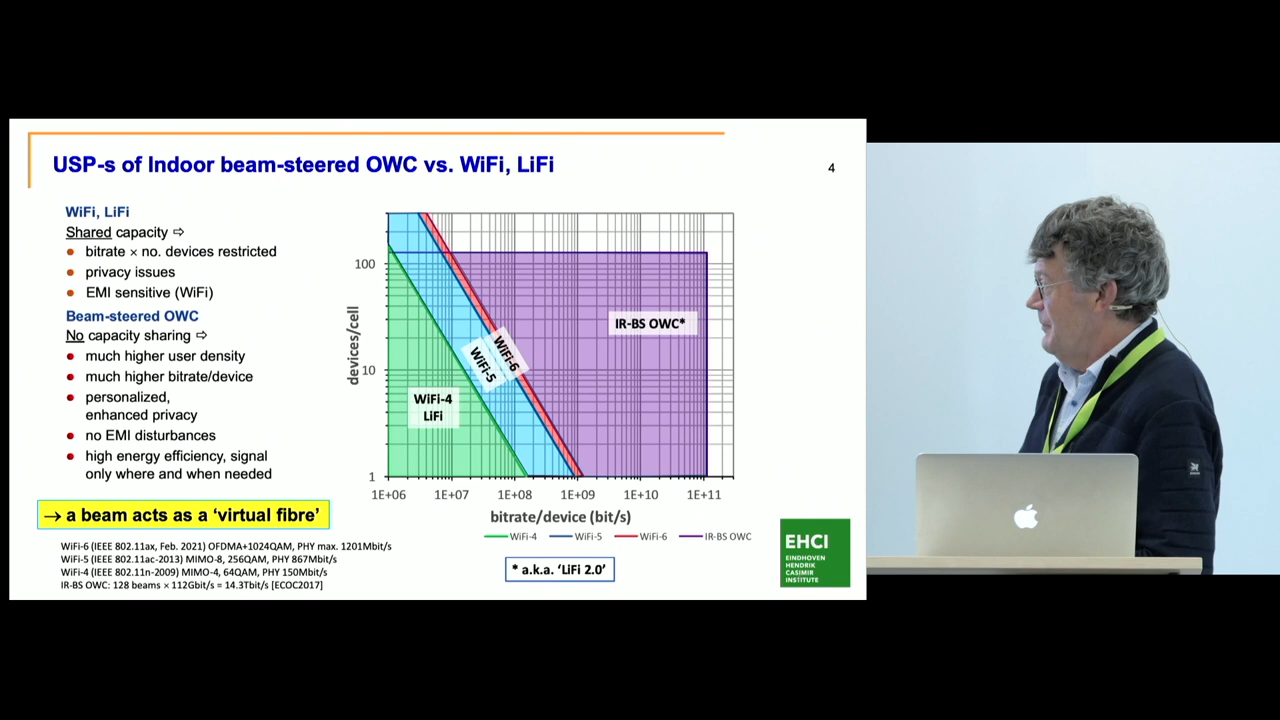 USP-s of Indoor beam-steered OWC vs. WiFi, LiFi
4
WiFi, LiFi
Shared capacity ⇨
• bitrate × no. devices restricted
• privacy issues
• EMI sensitive (WiFi)
Beam-steered OWC
No capacity sharing ⇨
• much higher user density
• much higher bitrate/device
• personalized,
enhanced privacy
• no EMI disturbances
• high energy efficiency, signal
only where and when needed
→ a beam acts as a ‘virtual fibre’
WiFi-6 (IEEE 802.11ax, Feb. 2021) OFDMA+1024QAM, PHY max. 1201Mbit/s
WiFi-5 (IEEE 802.11ac-2013) MIMO-8, 256QAM, PHY 867Mbit/s
WiFi-4 (IEEE 802.11n-2009) MIMO-4, 64QAM, PHY 150Mbit/s
IR-BS OWC: 128 beams × 112Gbit/s = 14.3Tbit/s [ECOC2017]
devices/cell
100
10
1
IR-BS OWC*
WiFi-6
WiFi-5
WiFi-4
LiFi
1E+06 1E+07 1E+08 1E+09 1E+10 1E+11
bitrate/device (bit/s)
WiFi-4 WiFi-5 WiFi-6 IR-BS OWC
* a.k.a. ‘LiFi 2.0’
EHCI
EINDHOVEN
HENDRIK
CASIMIR
INSTITUTE